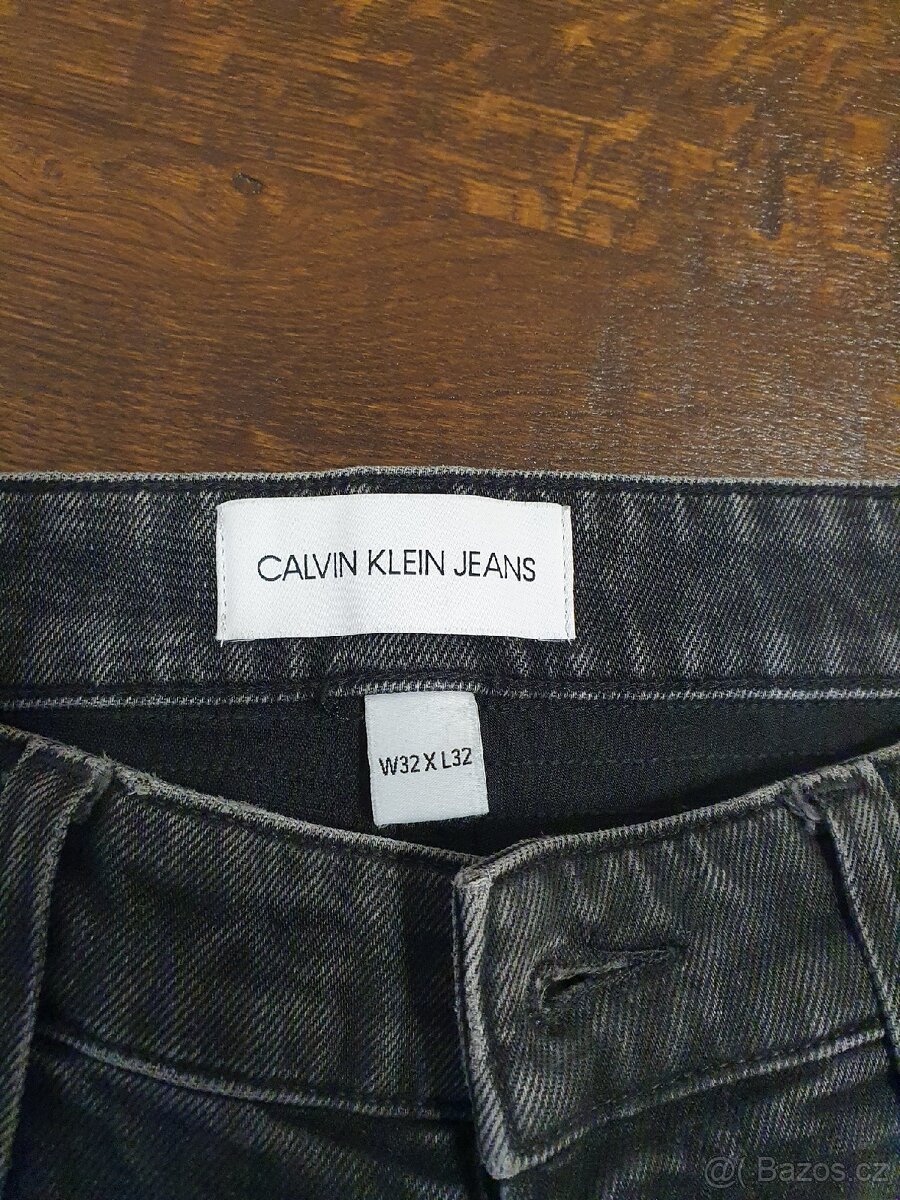 CALVIN KLEIN JEANS
W32 X L32
@( Bazos.cz